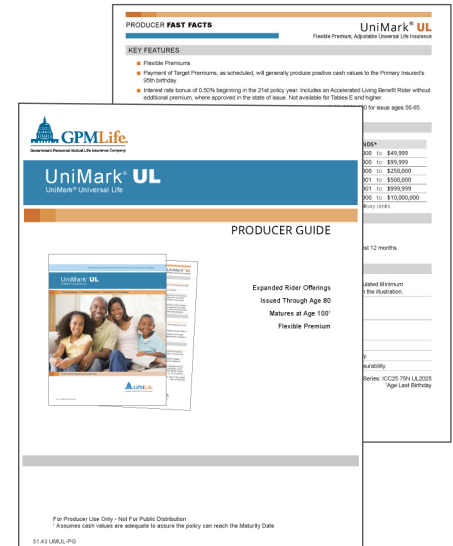 PRODUCER FAST FACTS
UniMark® UL
Flexible Premium, Adjustable Universal Life Insurance
KEY FEATURES
Flexible Premiums
Payment of Target Premiums, as scheduled, will generally produce positive cash values to the Primary Insured's
95th birthday.
Interest rate bonus of 0.50% beginning in the 21st policy year. Includes an Accelerated Living Benefit Rider without
additional premium, where approved in the state of issue. Not available for Tables E and higher.
for issue ages 56-65
NDS*
000 to $49,999
000 to $99,999
000 to $250,000
001 to $500,000
001 to $999,999
000 to $10,000,000
litary Limits
st 12 months
ulated Minimum
the illustration.
y.
surability.
Series: ICC25 75N UL2025
¹Age Last Birthday
GPMLife.
Government Personnel Mutual Life Insurance Company
UniMark® UL
UniMark® Universal Life
PRODUCER GUIDE
UniMark® UL
UniMark® UL
GPMLife.
Expanded Rider Offerings
Issued Through Age 80
Matures at Age 100¹
Flexible Premium
For Producer Use Only - Not For Public Distribution
¹ Assumes cash values are adequate to assure the policy can reach the Maturity Date
51.43 UMUL-PG